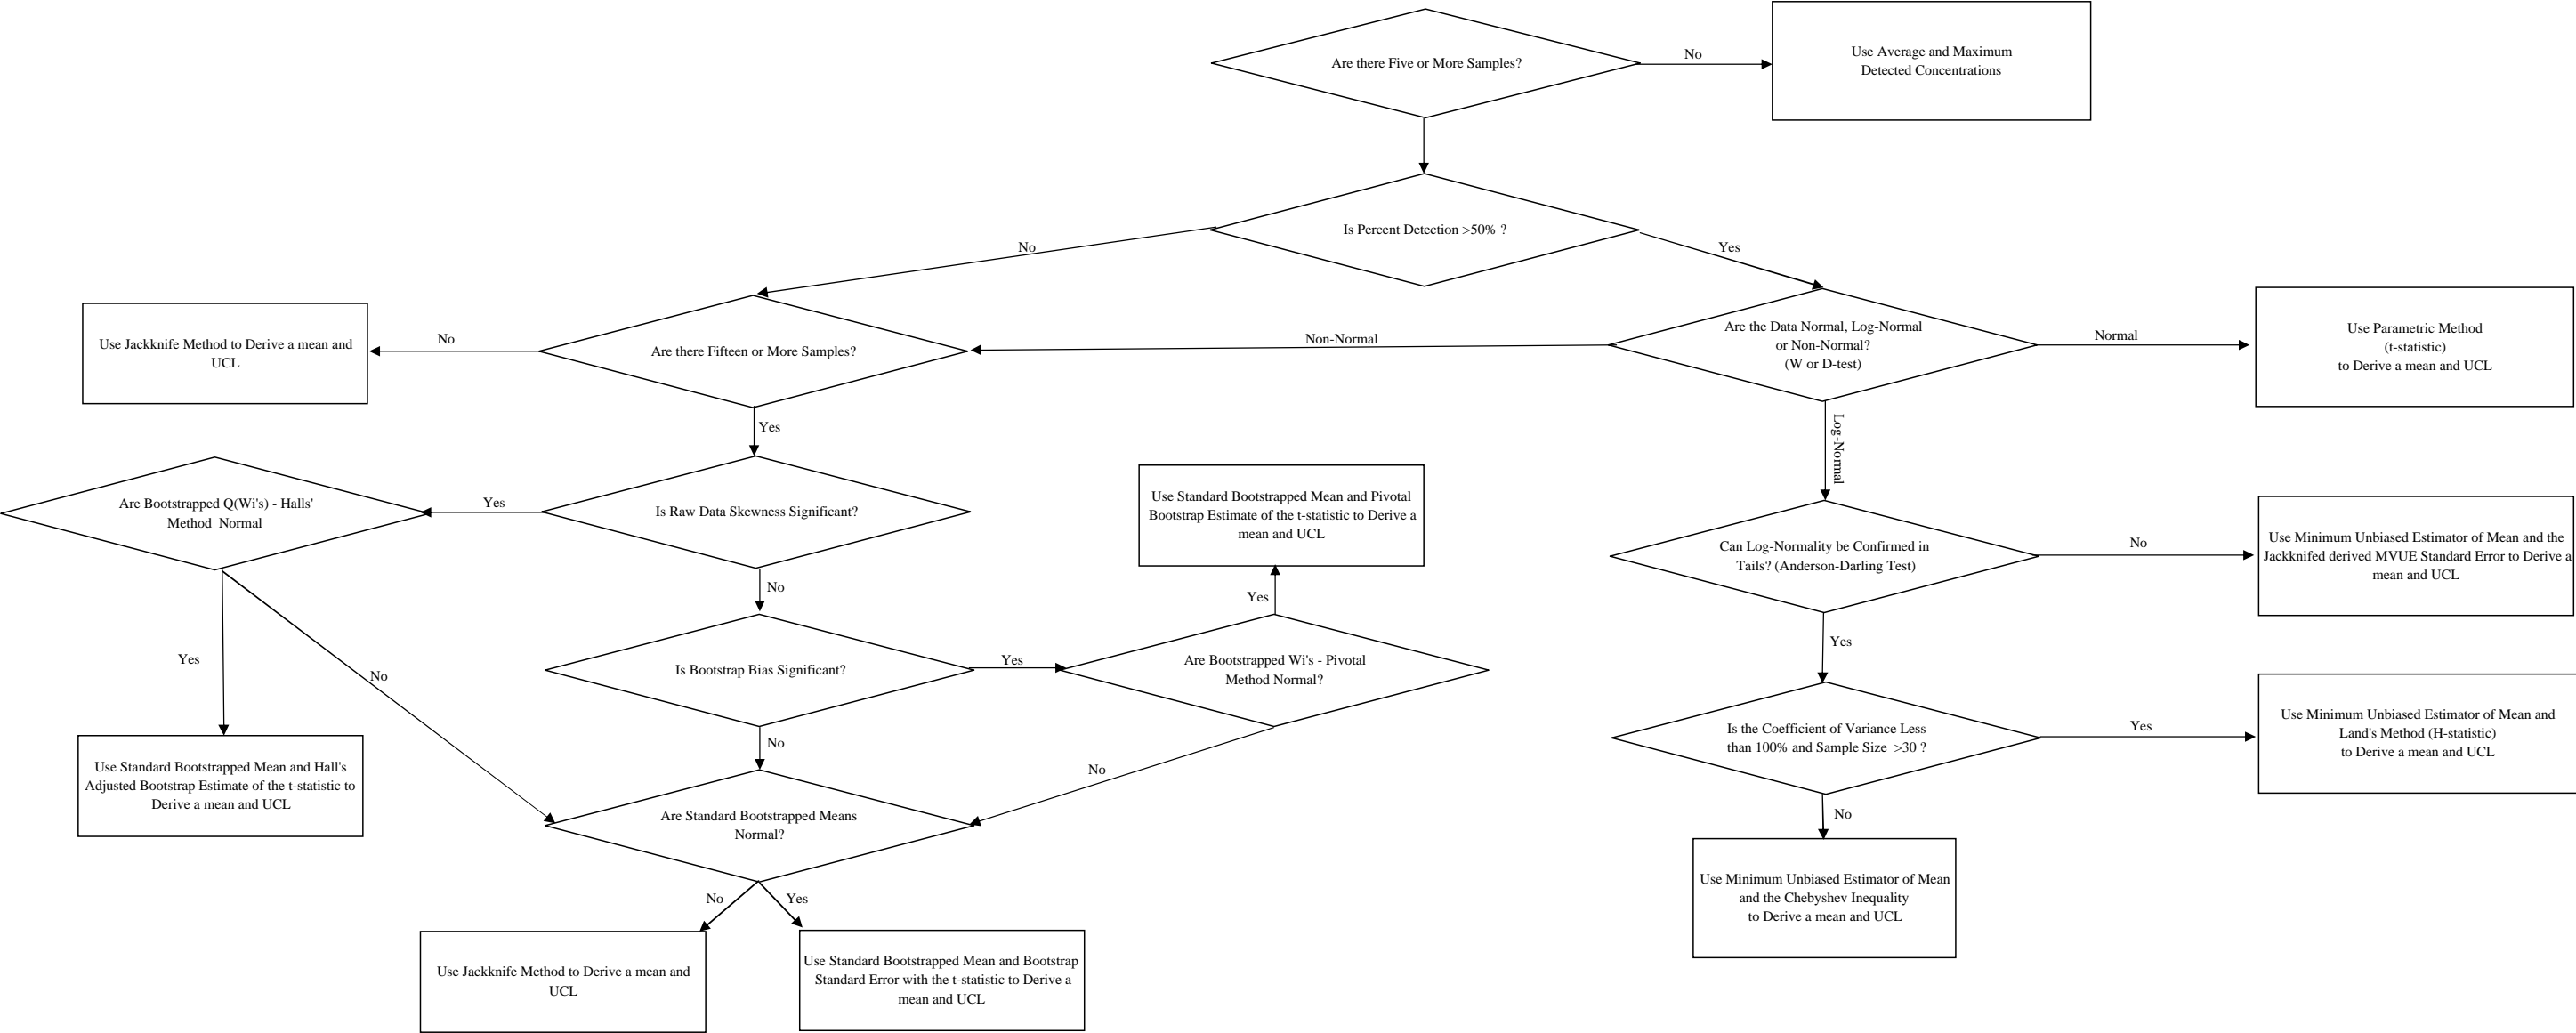 Are there Five or More Samples?
No
Use Average and Maximum
Detected Concentrations
Is Percent Detection >50% ?
No
Yes
Use Jackknife Method to Derive a mean and
UCL
No
Are there Fifteen or More Samples?
Non-Normal
Are the Data Normal, Log-Normal
or Non-Normal?
(W or D-test)
Normal
Use Parametric Method
(t-statistic)
to Derive a mean and UCL
Yes
Log-Normal
Are Bootstrapped Q(Wi's) - Halls'
Method Normal
Yes
Is Raw Data Skewness Significant?
Use Standard Bootstrapped Mean and Pivotal
Bootstrap Estimate of the t-statistic to Derive a
mean and UCL
Can Log-Normality be Confirmed in
Tails? (Anderson-Darling Test)
No
Use Minimum Unbiased Estimator of Mean and the
Jackknifed derived MVUE Standard Error to Derive a
mean and UCL
No
Yes
Yes
Yes
No
Is Bootstrap Bias Significant?
Yes
Are Bootstrapped Wi's - Pivotal
Method Normal?
Is the Coefficient of Variance Less
than 100% and Sample Size >30 ?
Yes
Use Minimum Unbiased Estimator of Mean and
Land's Method (H-statistic)
to Derive a mean and UCL
No
No
Use Standard Bootstrapped Mean and Hall's
Adjusted Bootstrap Estimate of the t-statistic to
Derive a mean and UCL
Are Standard Bootstrapped Means
Normal?
No
Use Minimum Unbiased Estimator of Mean
and the Chebyshev Inequality
to Derive a mean and UCL
No
Yes
Use Jackknife Method to Derive a mean and
UCL
Use Standard Bootstrapped Mean and Bootstrap
Standard Error with the t-statistic to Derive a
mean and UCL